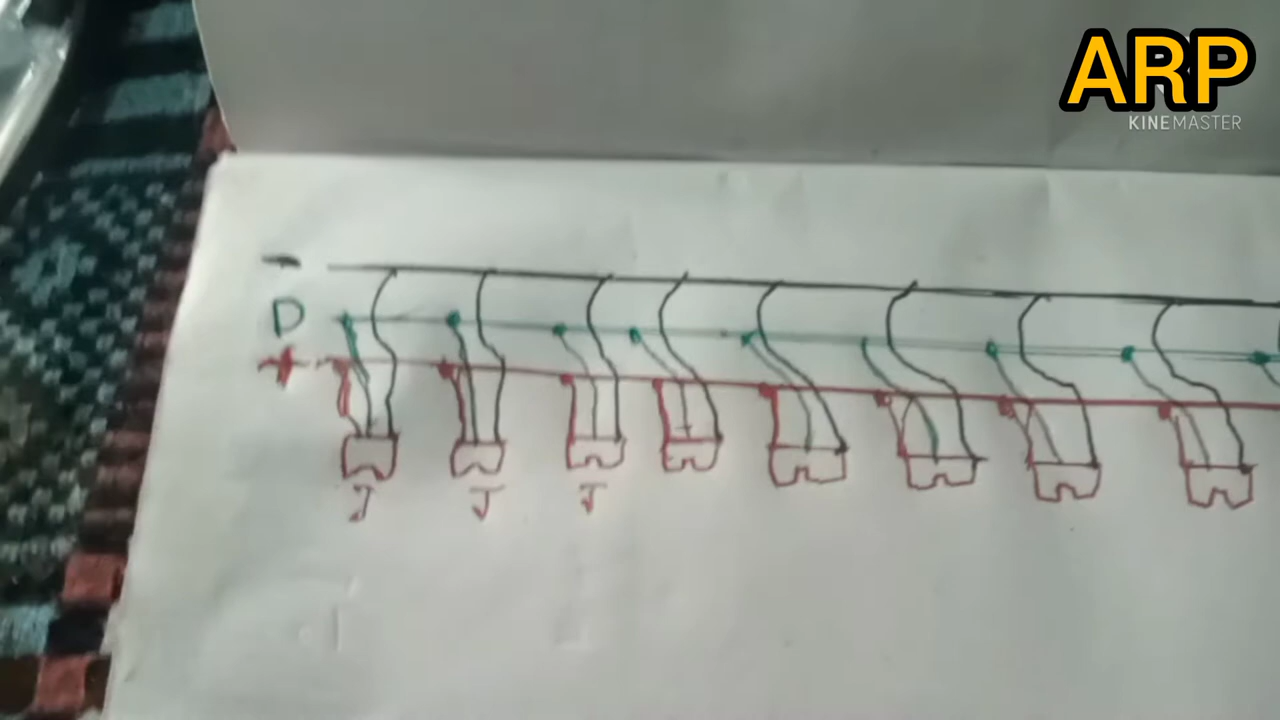 ARP
KINEMASTER
-
D
+
J J J